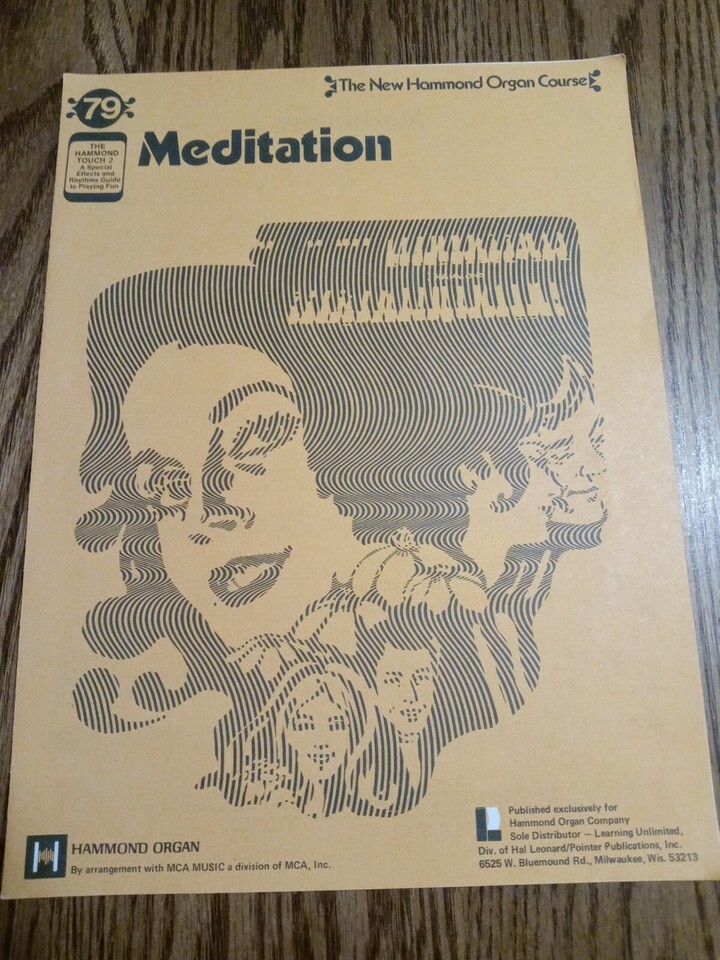 The New Hammond Organ Course
79
THE
HAMMOND
TOUCH 2
A Special
Effects and
Rhythms Guide
to Playing Fun
Meditation
HAMMOND ORGAN
By arrangement with MCA MUSIC a division of MCA, Inc.
Published exclusively for
Hammond Organ Company
Sole Distributor — Learning Unlimited,
Div. of Hal Leonard/Pointer Publications, Inc.
6525 W. Bluemound Rd., Milwaukee, Wis. 53213